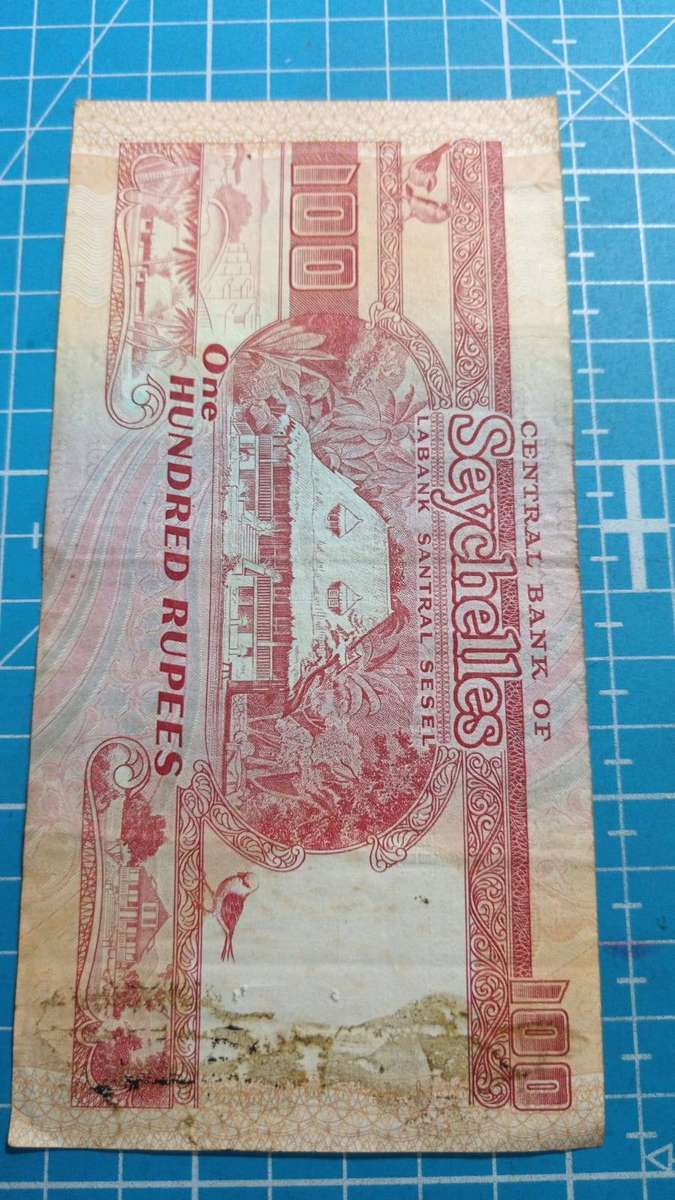 CENTRAL BANK OF
Seychelles
LABANK SANTRAL SESEL
100
One
HUNDRED RUPEES
100